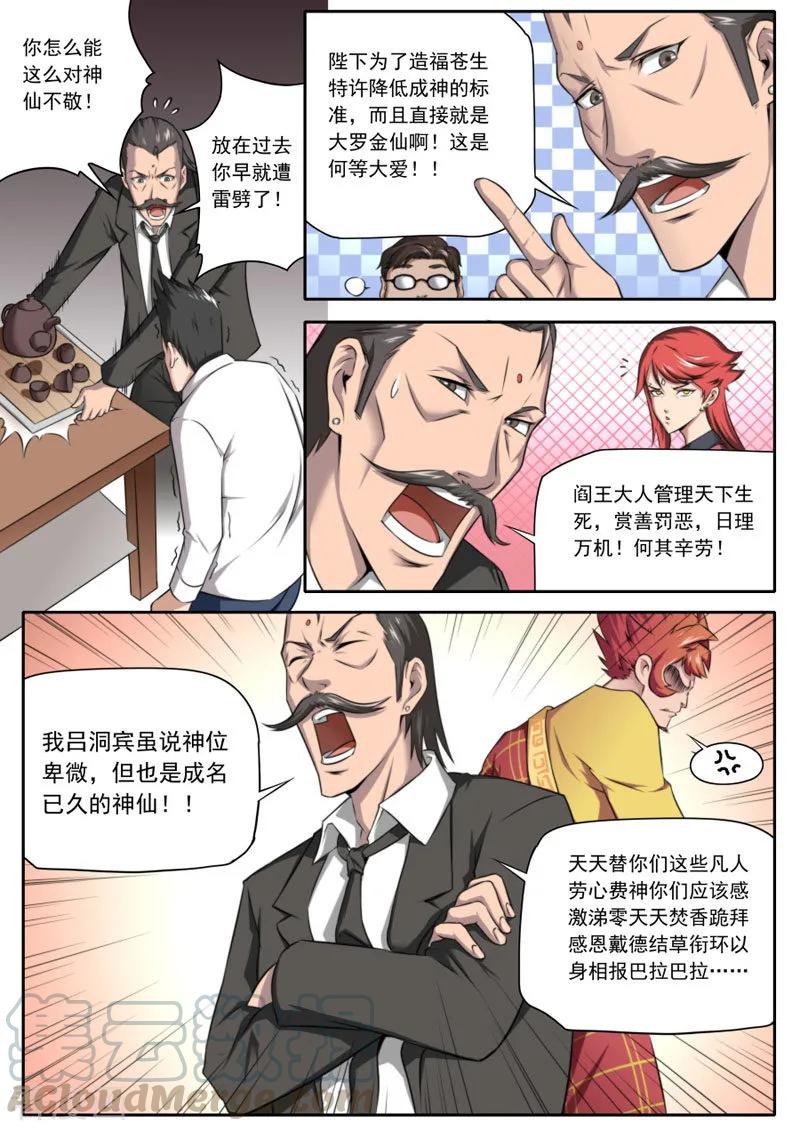 你怎么能
这么对神
仙不敬！
放在过去
你早就遭
雷劈了！
陛下为了造福苍生
特许降低成神的标
准，而且直接就是
大罗金仙啊！这是
何等大爱！！
阎王大人管理天下生
死，赏善罚恶，日理
万机！何其辛劳！
我吕洞宾虽说神位
卑微，但也是成名
已久的神仙！！
天天替你们这些凡人
劳心费神你们应该感
激涕零天天焚香跪拜
感恩戴德结草衔环以
身相报巴拉巴拉……
集云数据
ACloudMerge.com